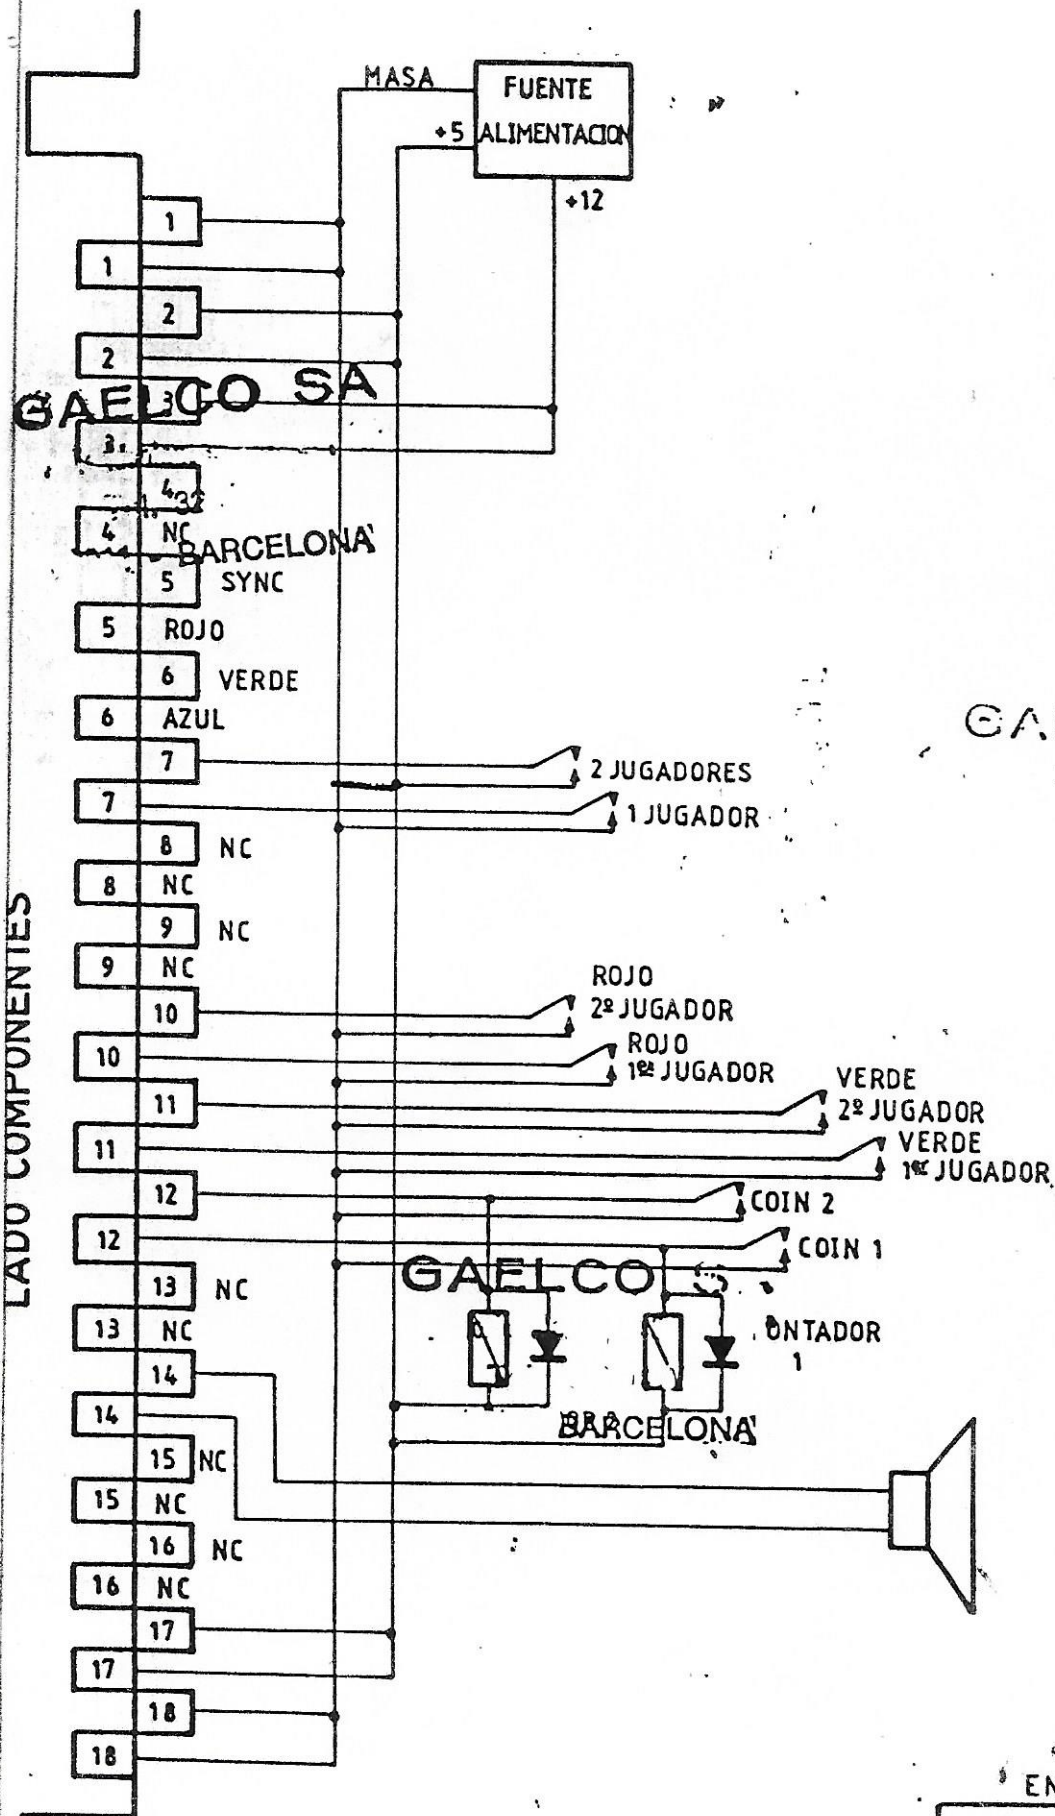 MASA
FUENTE
ALIMENTACION
+5
+12
1
1
2
2
GAELCO SA
3
3
4
4 NC
BARCELONA
5 SYNC
5 ROJO
6 VERDE
6 AZUL
7
2 JUGADORES
7
1 JUGADOR
8 NC
8 NC
9 NC
9 NC
10
ROJO
2º JUGADOR
10
ROJO
1er JUGADOR
11
VERDE
2º JUGADOR
11
VERDE
1er JUGADOR
12
COIN 2
12
COIN 1
GAELCO
13 NC
13 NC
ONTADOR
1
14
14
BARCELONA
15 NC
15 NC
16 NC
16 NC
17
17
18
18
LADO COMPONENTES
GA
EN